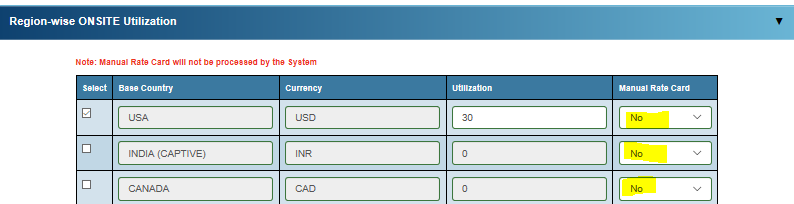 Region-wise ONSITE Utilization ▼
Note: Manual Rate Card will not be processed by the System
Select Base Country Currency Utilization Manual Rate Card
USA USD 30 No
INDIA (CAPTIVE) INR 0 No
CANADA CAD 0 No